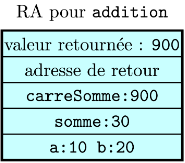 RA pour addition
valeur retournée : 900
adresse de retour
carreSomme:900
somme:30
a:10 b:20